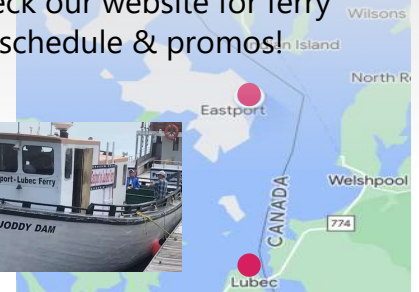 eck our website for ferry
schedule & promos!
Wilsons
en Island
North R
Eastport
Welshpool
CANADA
774
Lubec
port-Lubec Ferry
JODDY DAM